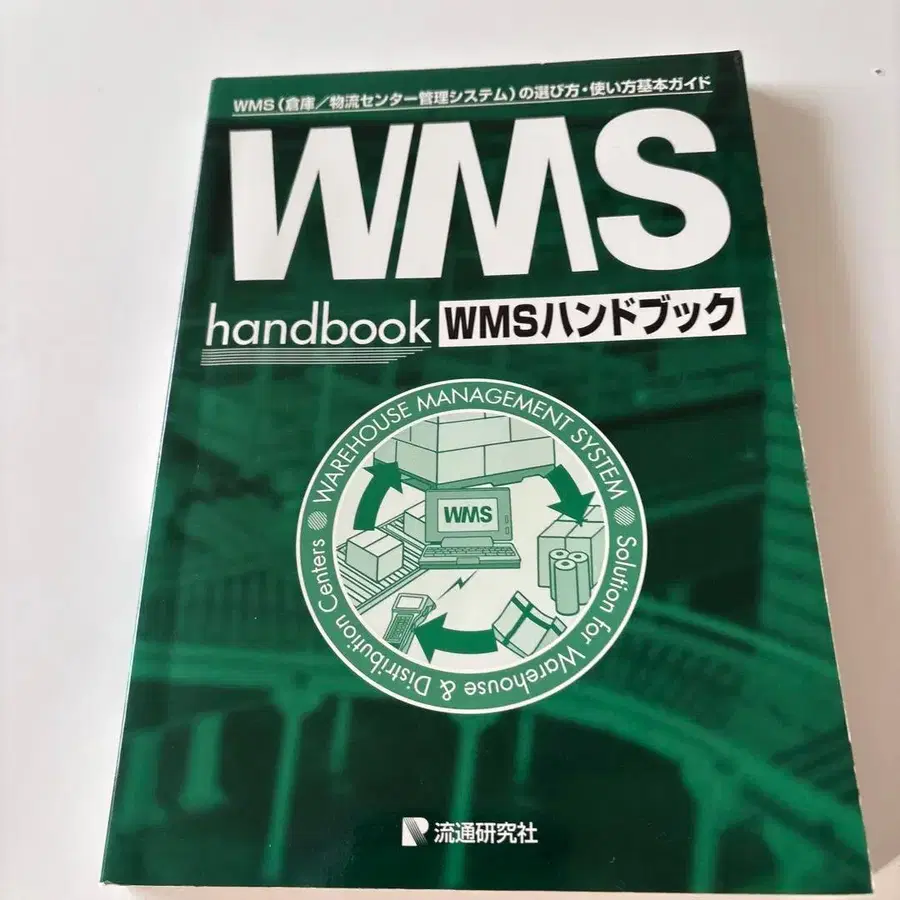 WMS（倉庫／物流センター管理システム）の選び方・使い方基本ガイド
WMS
handbook WMSハンドブック
WAREHOUSE MANAGEMENT SYSTEM
Solution for Warehouse & Distribution Centers
WMS
流通研究社